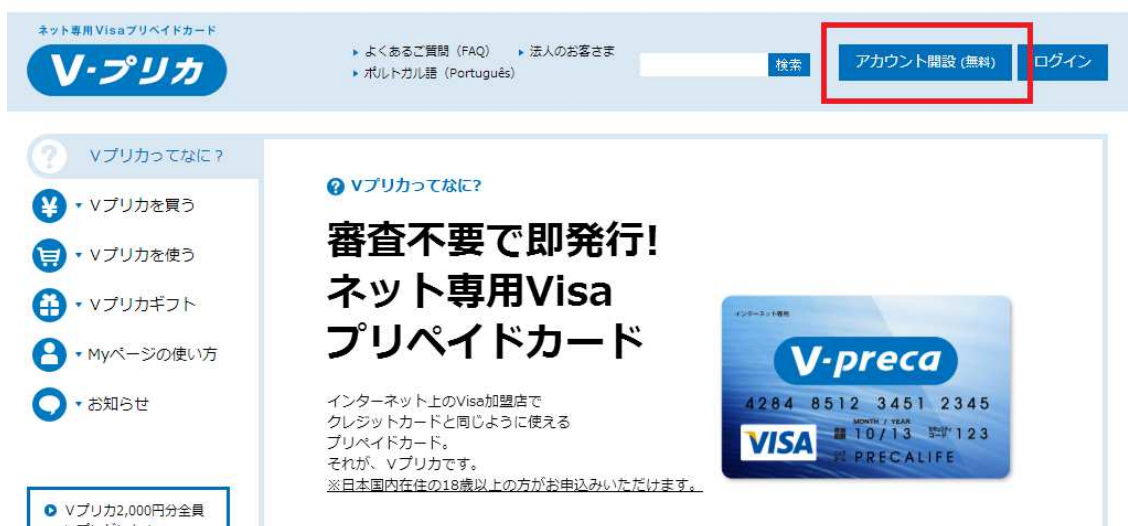 ネット専用Visaプリペイドカード
V・プリカ
よくあるご質問（FAQ） 法人のお客さま
ポルトガル語（Português）
検索
アカウント開設 (無料)
ログイン
Vプリカってなに？
Vプリカを買う
Vプリカを使う
Vプリカギフト
Myページの使い方
お知らせ
Vプリカ2,000円分全員
Vプリカってなに?
審査不要で即発行!
ネット専用Visa
プリペイドカード
インターネット上のVisa加盟店で
クレジットカードと同じように使える
プリペイドカード。
それが、Vプリカです。
※日本国内在住の18歳以上の方がお申込みいただけます。
インターネット専用
V-preca
4284 8512 3451 2345
MONTH / YEAR
10/13 123
VISA
PRECALIFE